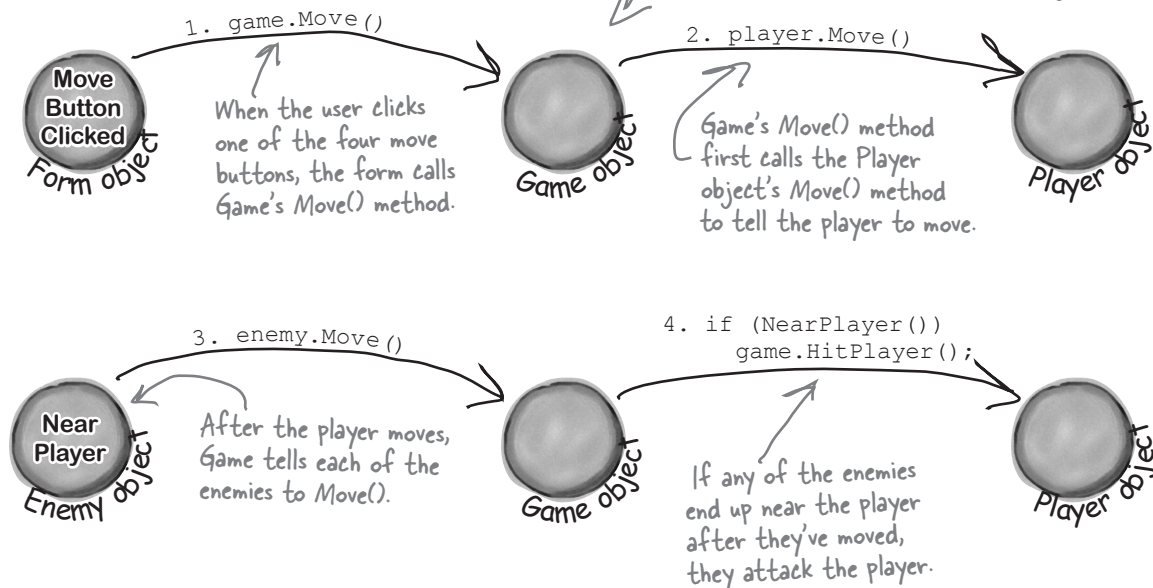 1. game.Move()
2. player.Move()
Move
Button
Clicked
Form object
When the user clicks
one of the four move
buttons, the form calls
Game's Move() method.
Game object
Game's Move() method
first calls the Player
object's Move() method
to tell the player to move.
Player object
3. enemy.Move()
4. if (NearPlayer())
game.HitPlayer();
Near
Player
Enemy object
After the player moves,
Game tells each of the
enemies to Move().
Game object
If any of the enemies
end up near the player
after they've moved,
they attack the player.
Player object